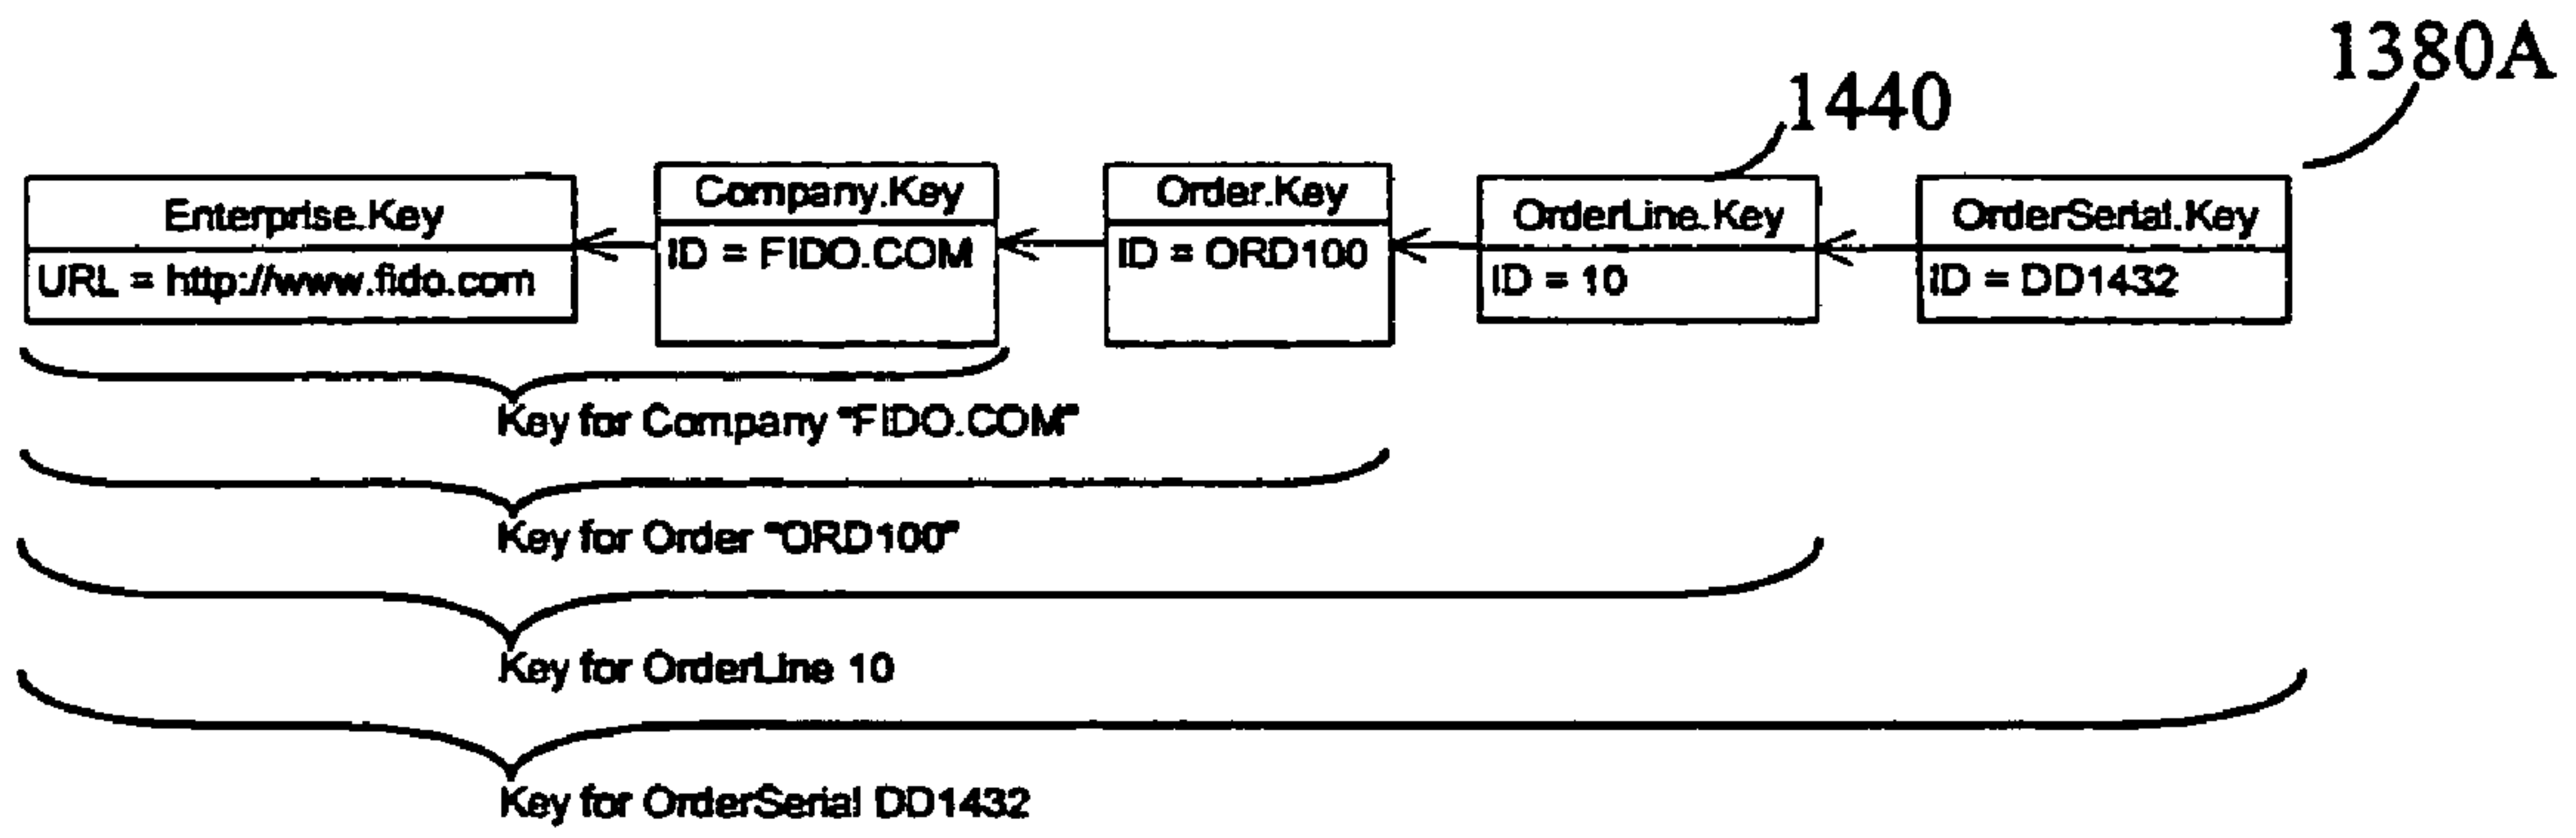 1380A
1440
Enterprise.Key
URL = http://www.fido.com
Company.Key
ID = FIDO.COM
Order.Key
ID = ORD100
OrderLine.Key
ID = 10
OrderSerial.Key
ID = DD1432
Key for Company "FIDO.COM"
Key for Order "ORD100"
Key for OrderLine 10
Key for OrderSerial DD1432